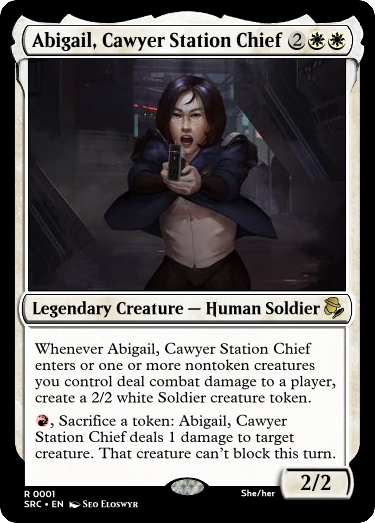 Abigail, Cawyer Station Chief 2
Legendary Creature — Human Soldier
Whenever Abigail, Cawyer Station Chief
enters or one or more nontoken creatures
you control deal combat damage to a player,
create a 2/2 white Soldier creature token.
, Sacrifice a token: Abigail, Cawyer
Station Chief deals 1 damage to target
creature. That creature can't block this turn.
2/2
R 0001
SRC • EN Seo Eloswyr
She/her